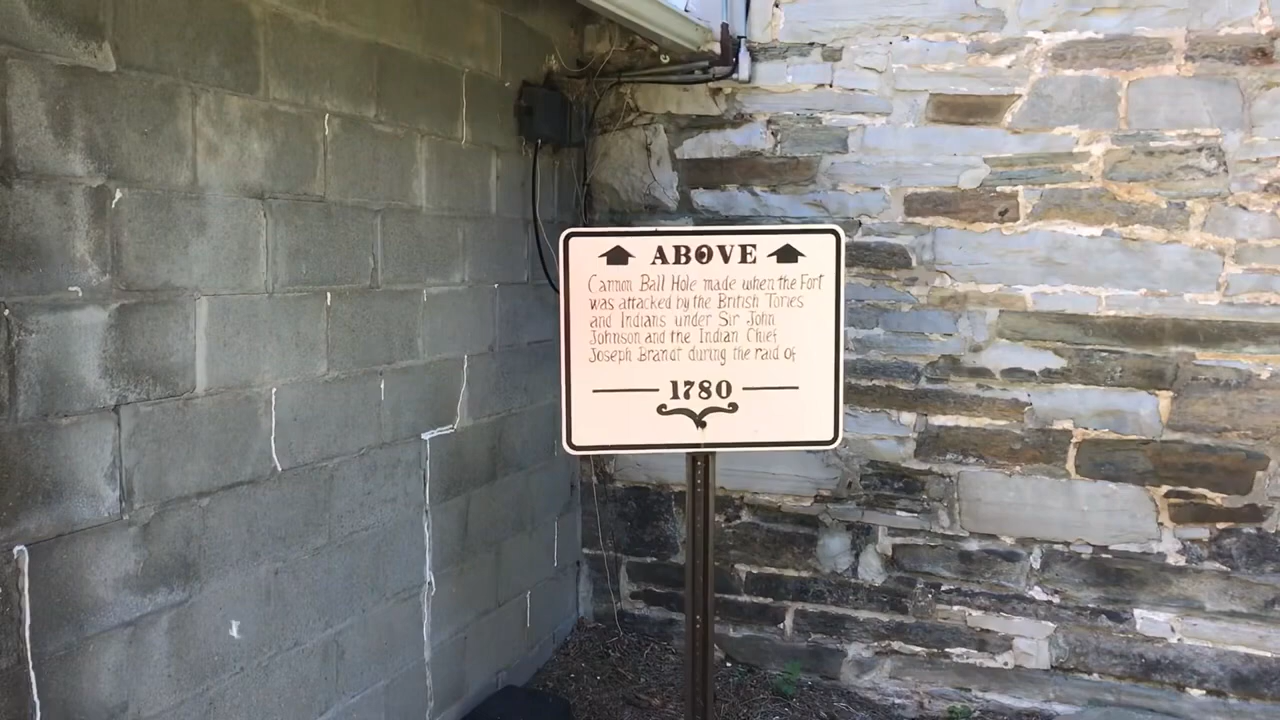 ABOVE
Cannon Ball Hole made when the Fort
was attacked by the British Tories
and Indians under Sir John
Johnson and the Indian Chief
Joseph Brandt during the raid of
1780